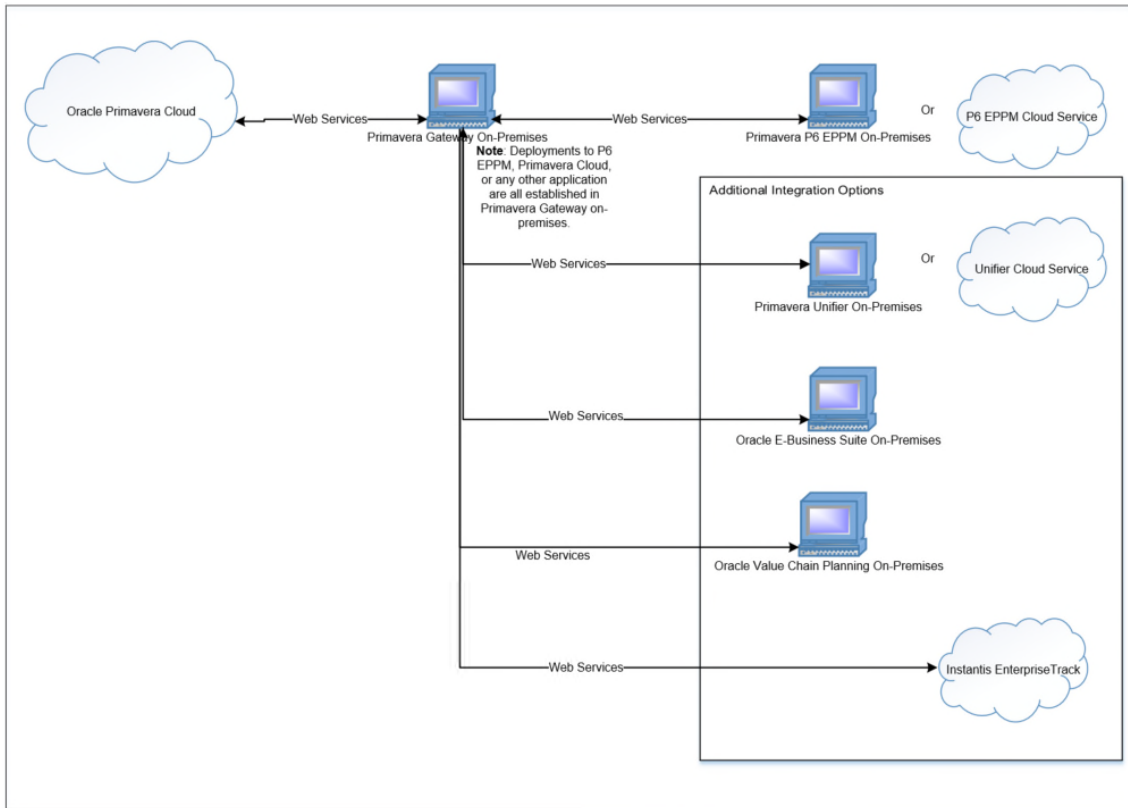 Oracle Primavera Cloud
Web Services
Primavera Gateway On-Premises
Web Services
Primavera P6 EPPM On-Premises
Or
P6 EPPM Cloud Service
Note: Deployments to P6
EPPM, Primavera Cloud,
or any other application
are all established in
Primavera Gateway on-
premises.
Additional Integration Options
Web Services
Primavera Unifier On-Premises
Or
Unifier Cloud Service
Web Services
Oracle E-Business Suite On-Premises
Web Services
Oracle Value Chain Planning On-Premises
Web Services
Instantis EnterpriseTrack